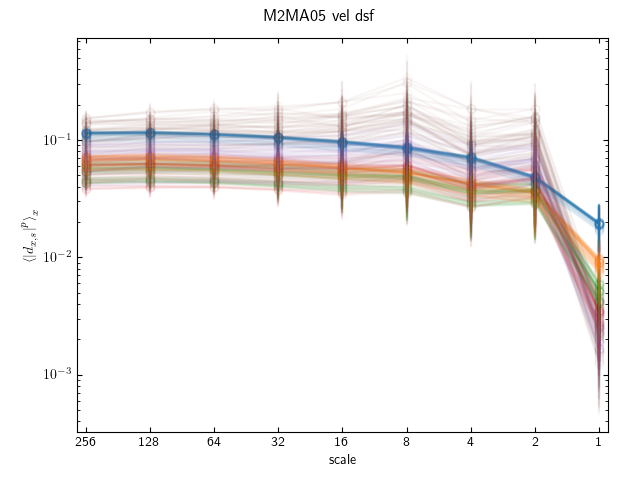 M2MA05 vel dsf
⟨|d_{x,s}|^p⟩_x
10^{-1}
10^{-2}
10^{-3}
256 128 64 32 16 8 4 2 1
scale